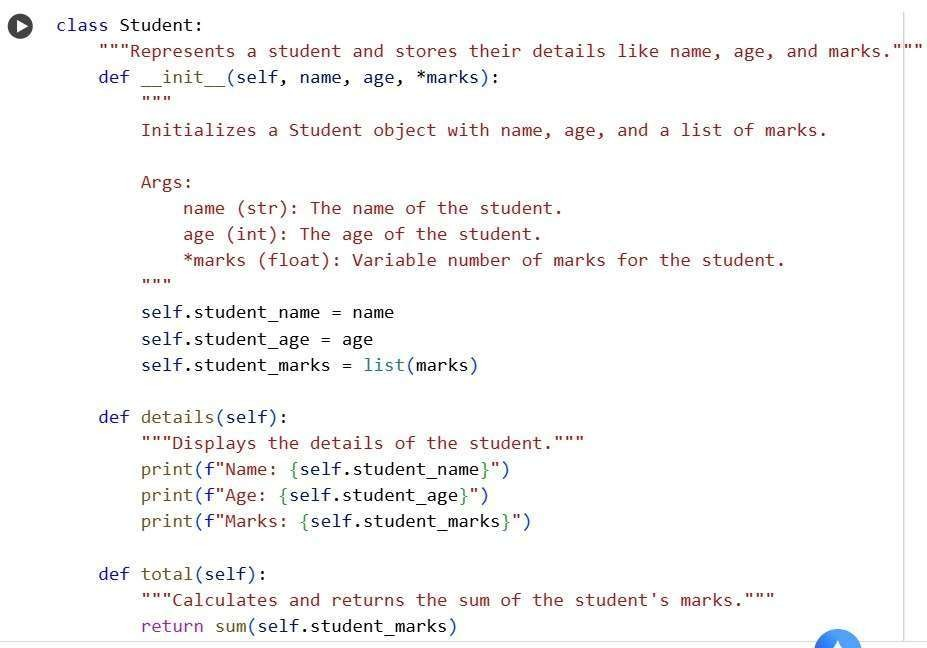 class Student:
    """Represents a student and stores their details like name, age, and marks."""
    def __init__(self, name, age, *marks):
        """
        Initializes a Student object with name, age, and a list of marks.

        Args:
            name (str): The name of the student.
            age (int): The age of the student.
            *marks (float): Variable number of marks for the student.
        """
        self.student_name = name
        self.student_age = age
        self.student_marks = list(marks)

    def details(self):
        """Displays the details of the student."""
        print(f"Name: {self.student_name}")
        print(f"Age: {self.student_age}")
        print(f"Marks: {self.student_marks}")

    def total(self):
        """Calculates and returns the sum of the student's marks."""
        return sum(self.student_marks)